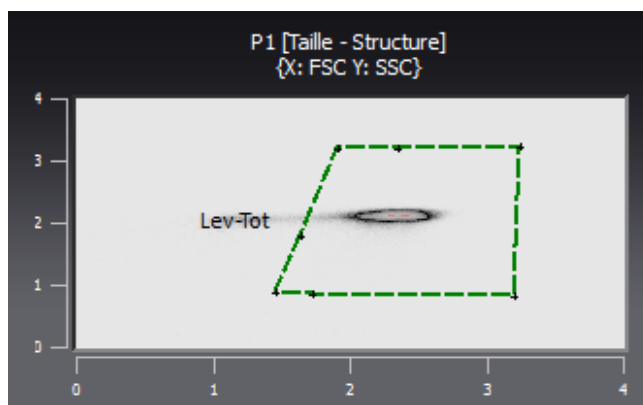 P1 [Taille - Structure]
{X: FSC Y: SSC}
4
3
2
Lev-Tot
1
0
0 1 2 3 4